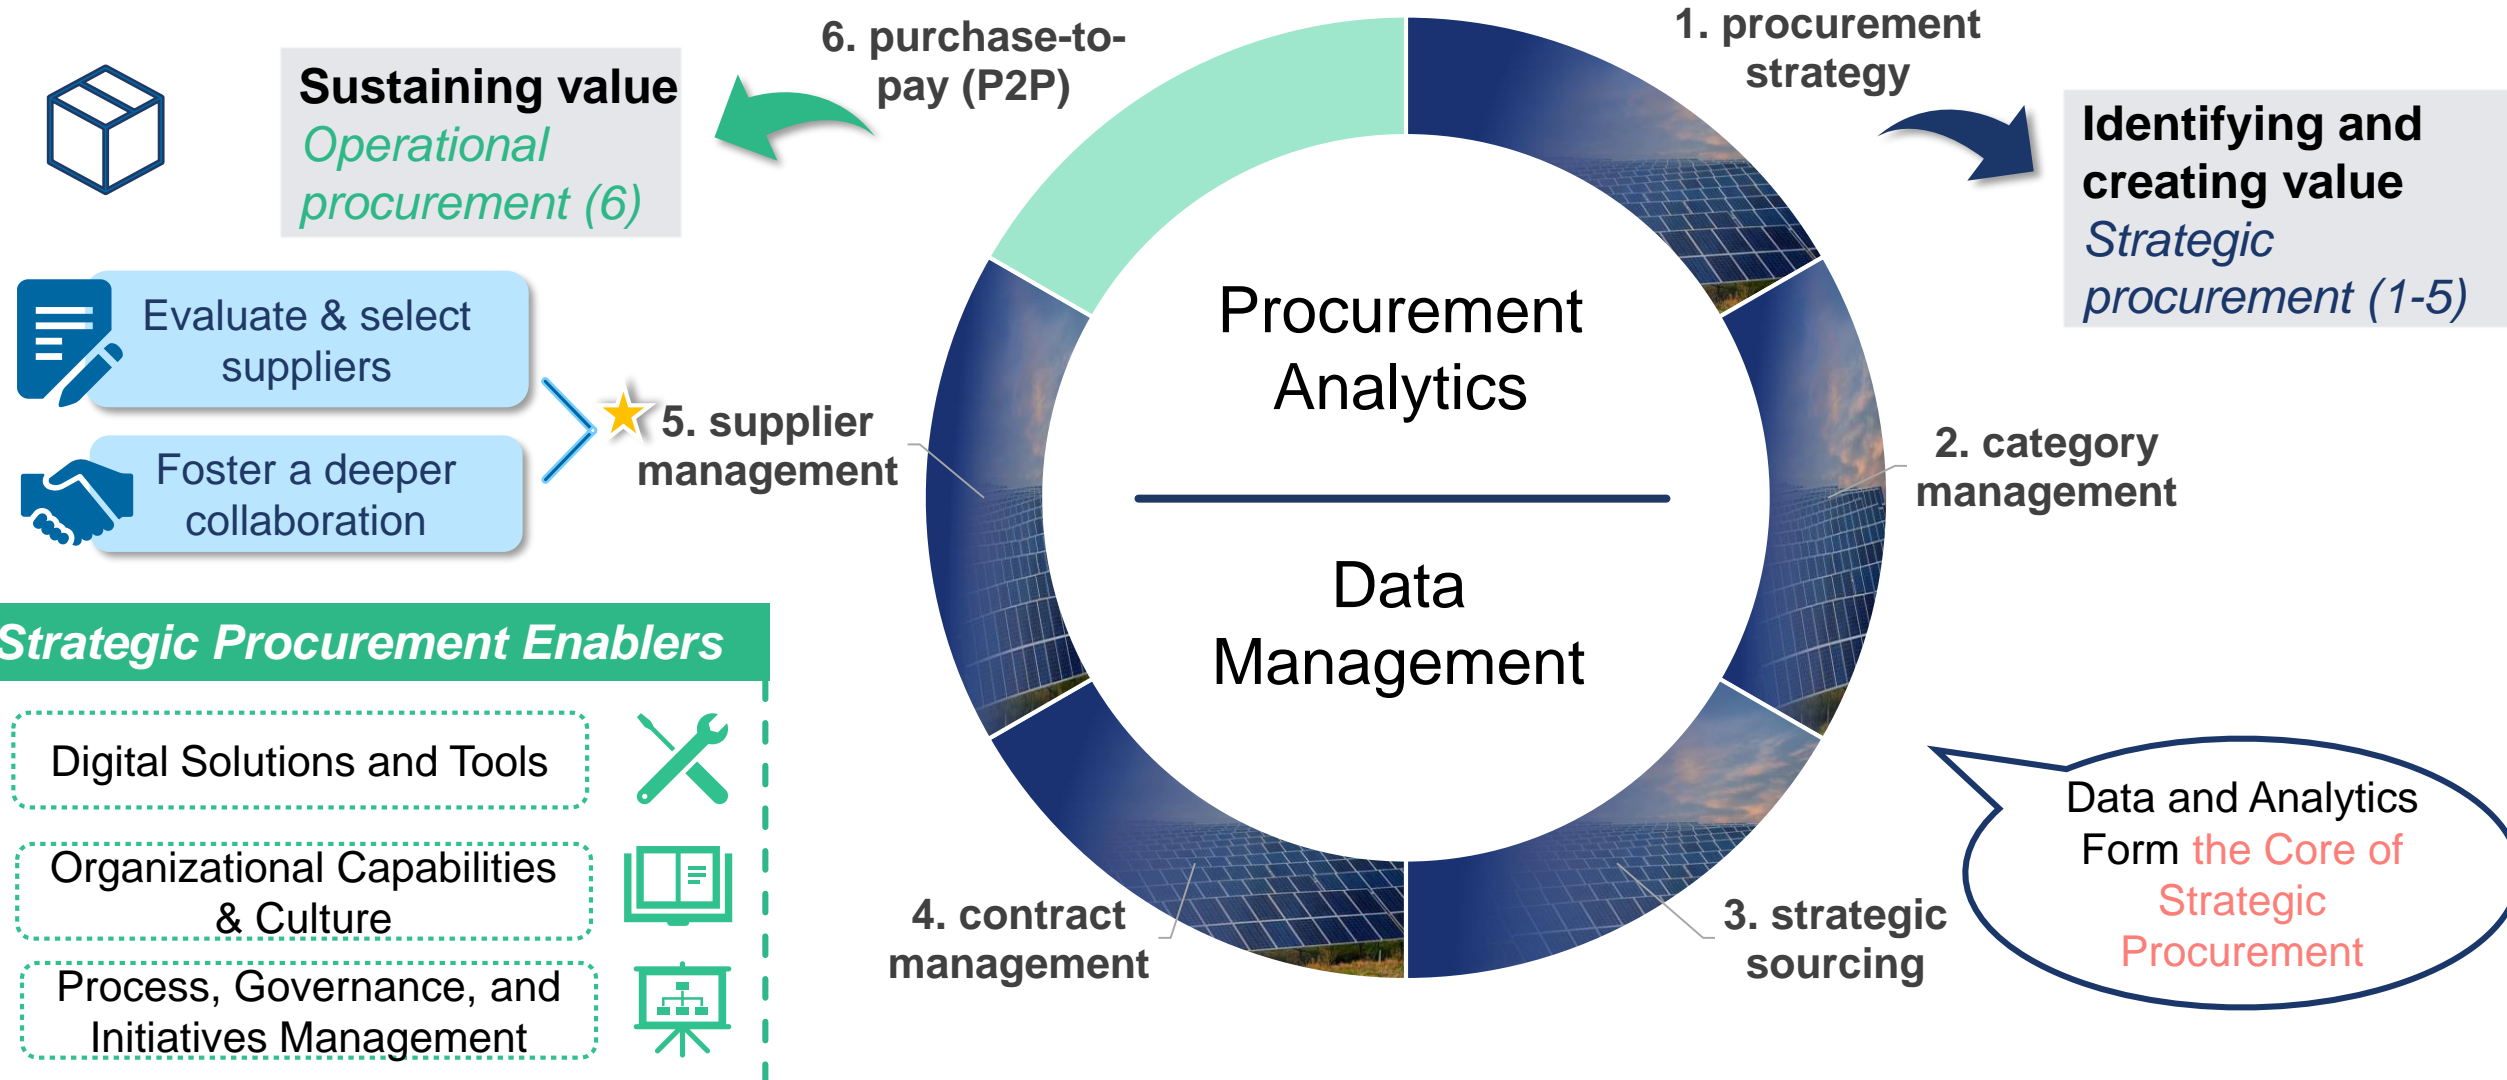 6. purchase-to-
pay (P2P)
1. procurement
strategy
Sustaining value
Operational
procurement (6)
Identifying and
creating value
Strategic
procurement (1-5)
Evaluate & select
suppliers
Foster a deeper
collaboration
5. supplier
management
Procurement
Analytics
Data
Management
2. category
management
Strategic Procurement Enablers
Digital Solutions and Tools
Organizational Capabilities
& Culture
Process, Governance, and
Initiatives Management
4. contract
management
3. strategic
sourcing
Data and Analytics
Form the Core of
Strategic
Procurement